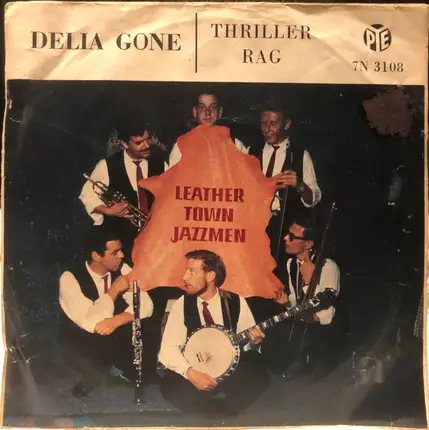 DELIA GONE
THRILLER
RAG
PYE
7N 3108
LEATHER
TOWN
JAZZMEN